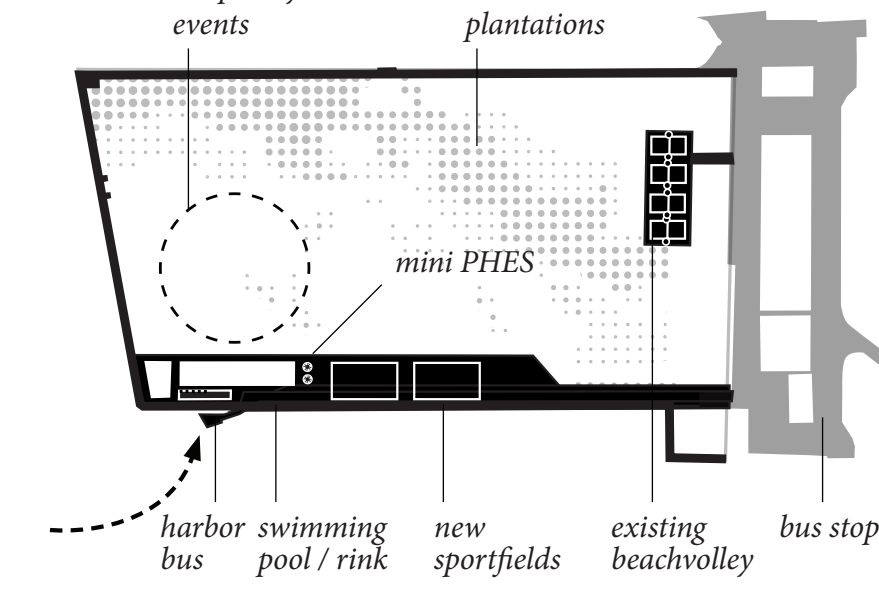 events
plantations
mini PHES
harbor
bus
swimming
pool / rink
new
sportfields
existing
beachvolley
bus stop